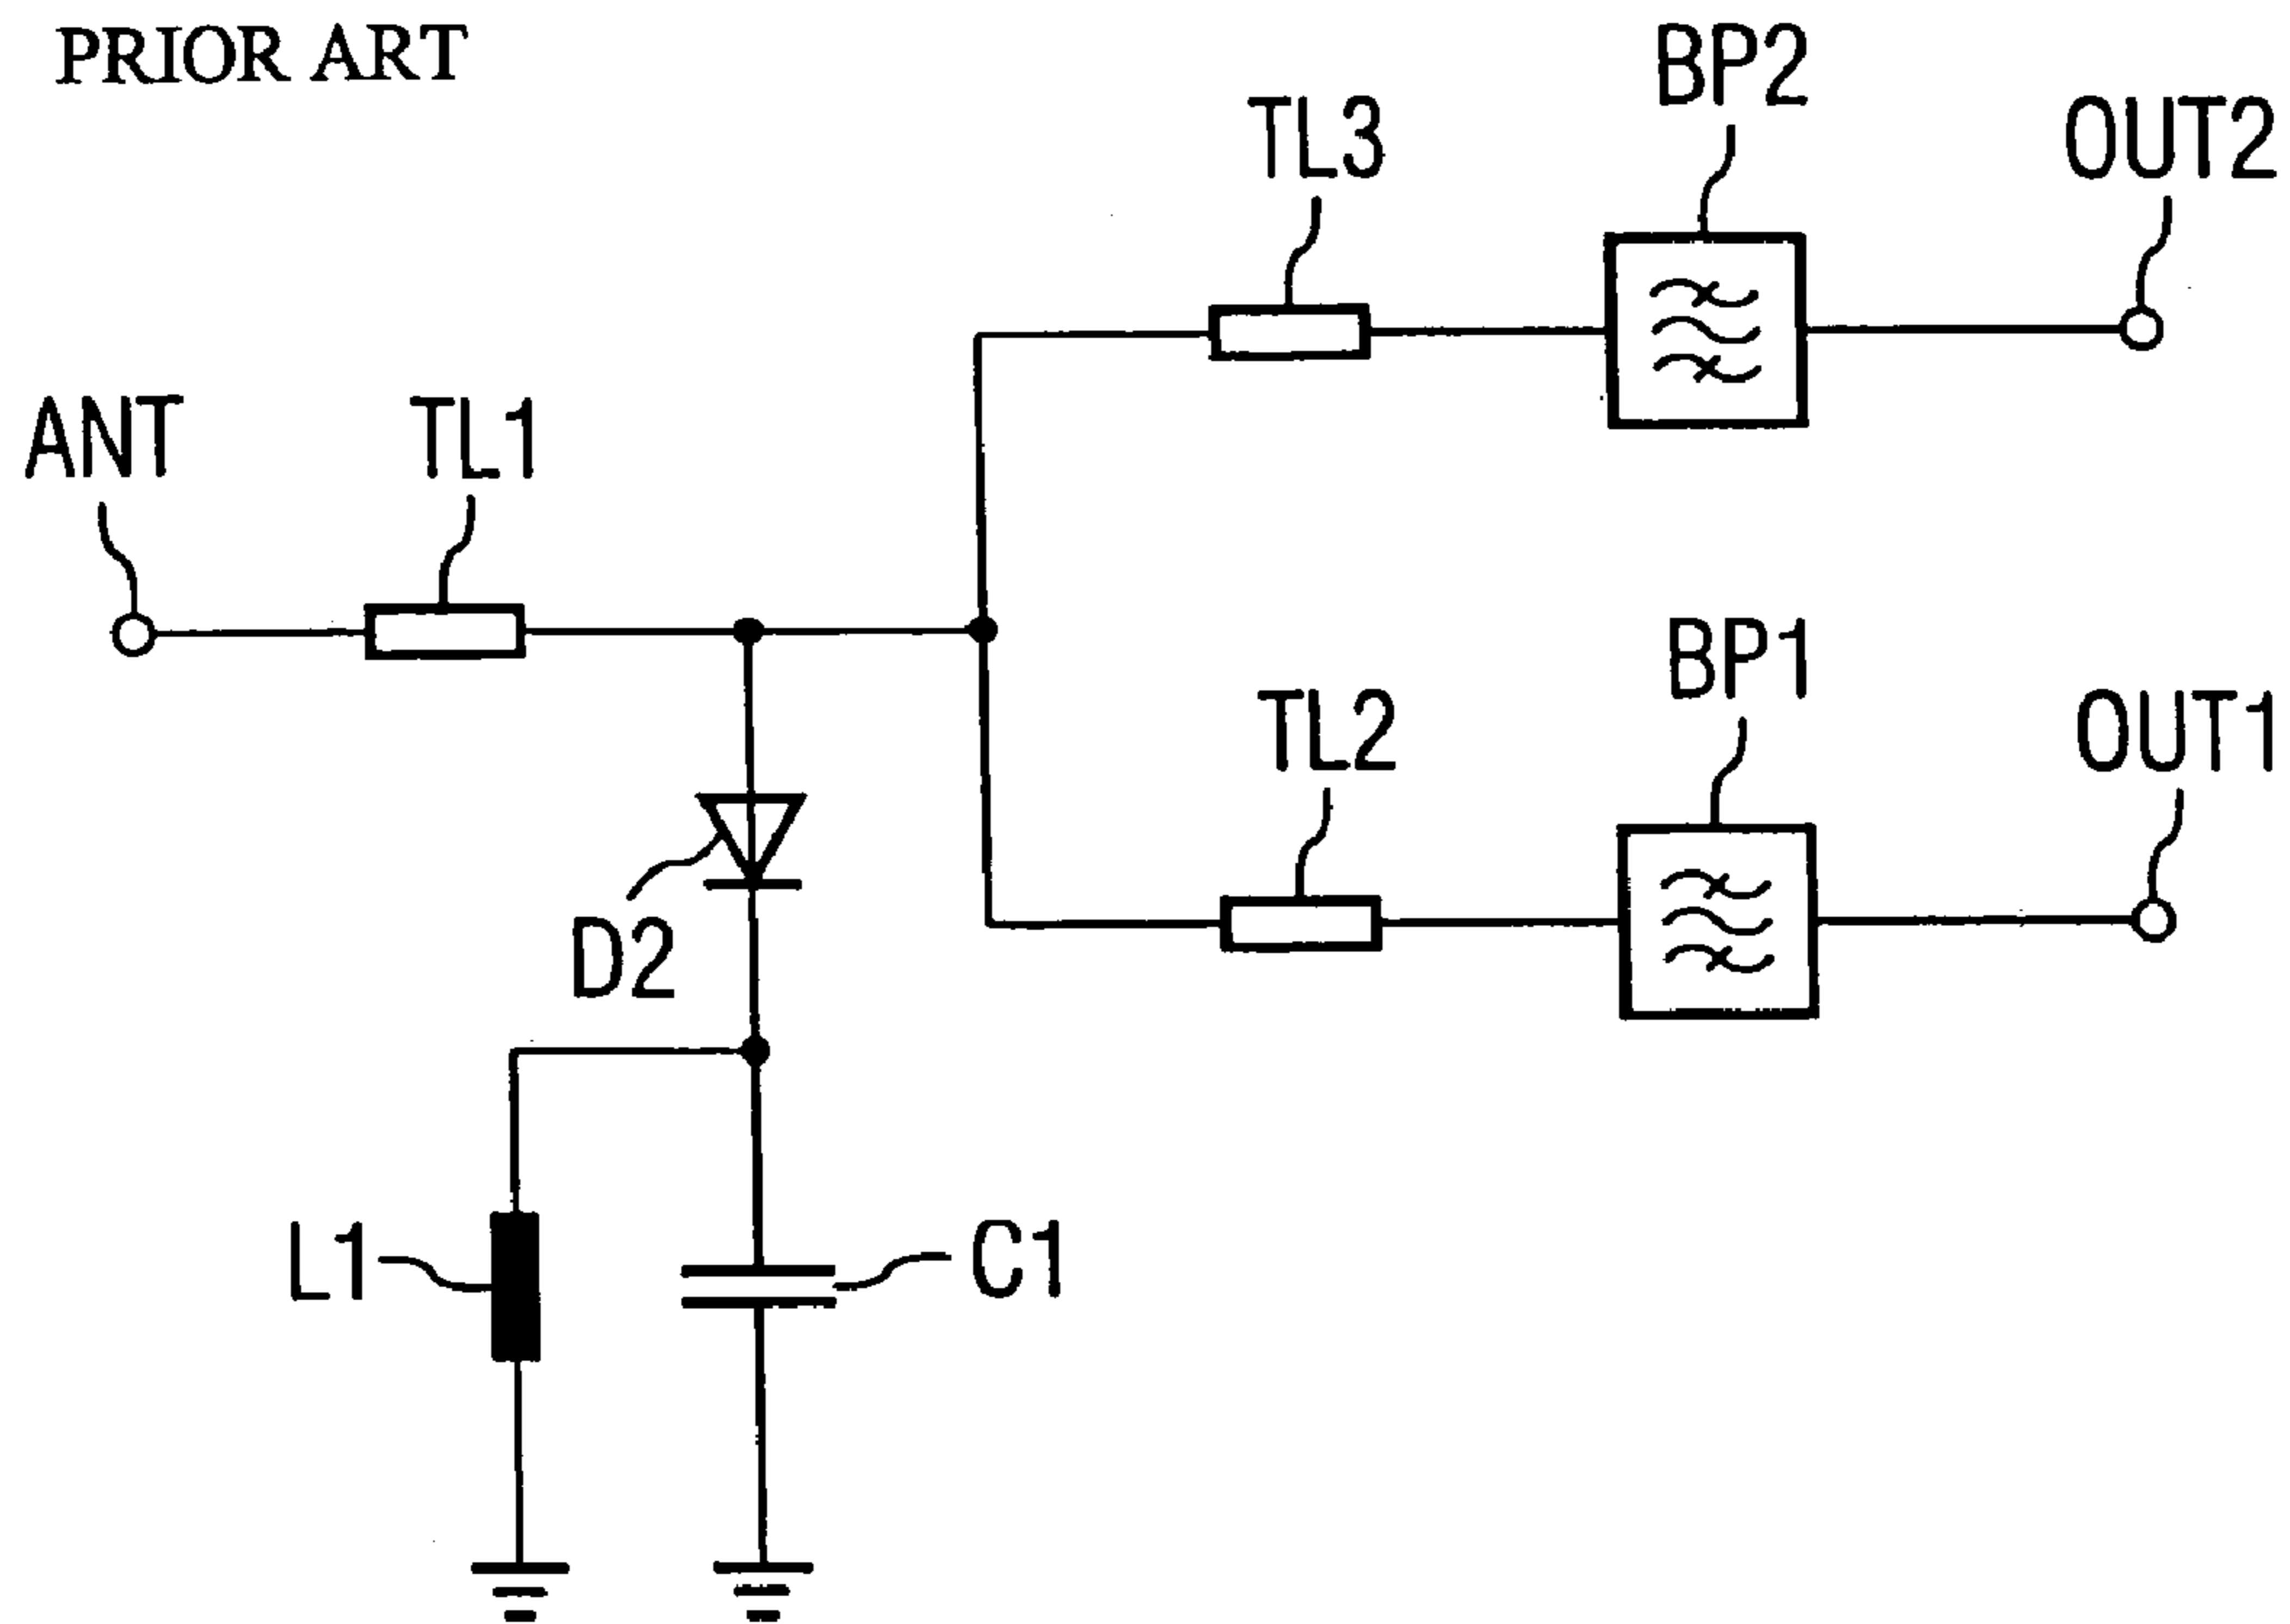 PRIOR ART
BP2
TL3
OUT2
ANT
TL1
BP1
TL2
OUT1
D2
L1
C1